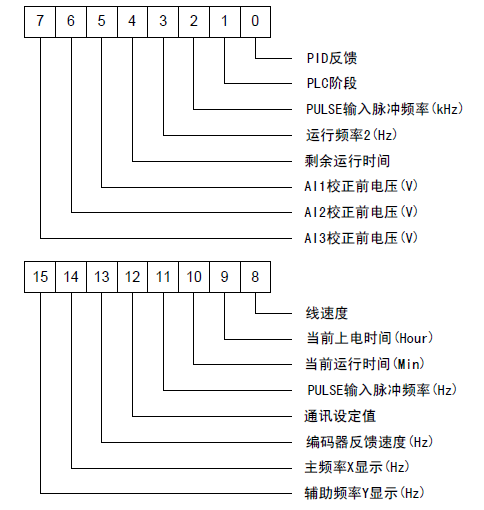 7 6 5 4 3 2 1 0
PID反馈
PLC阶段
PULSE输入脉冲频率(kHz)
运行频率2(Hz)
剩余运行时间
AI1校正前电压(V)
AI2校正前电压(V)
AI3校正前电压(V)
15 14 13 12 11 10 9 8
线速度
当前上电时间(Hour)
当前运行时间(Min)
PULSE输入脉冲频率(Hz)
通讯设定值
编码器反馈速度(Hz)
主频率X显示(Hz)
辅助频率Y显示(Hz)